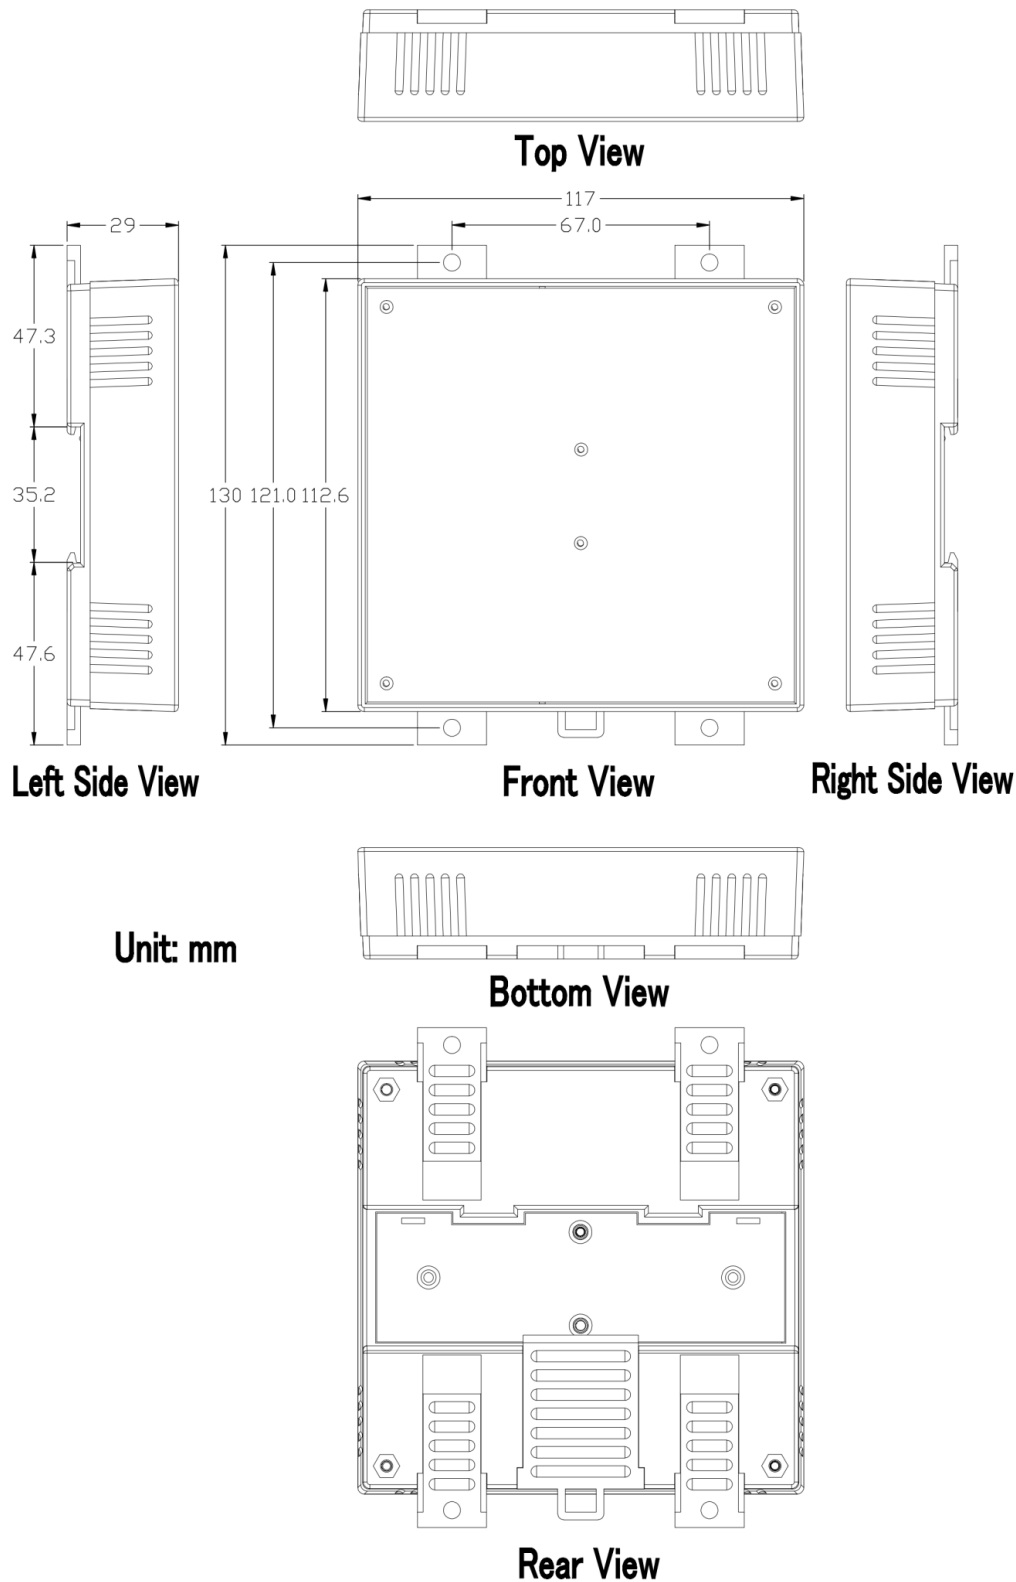 Top View
117
29
67.0
47.3
35.2
130
121.0
112.6
47.6
Left Side View
Front View
Right Side View
Unit: mm
Bottom View
Rear View